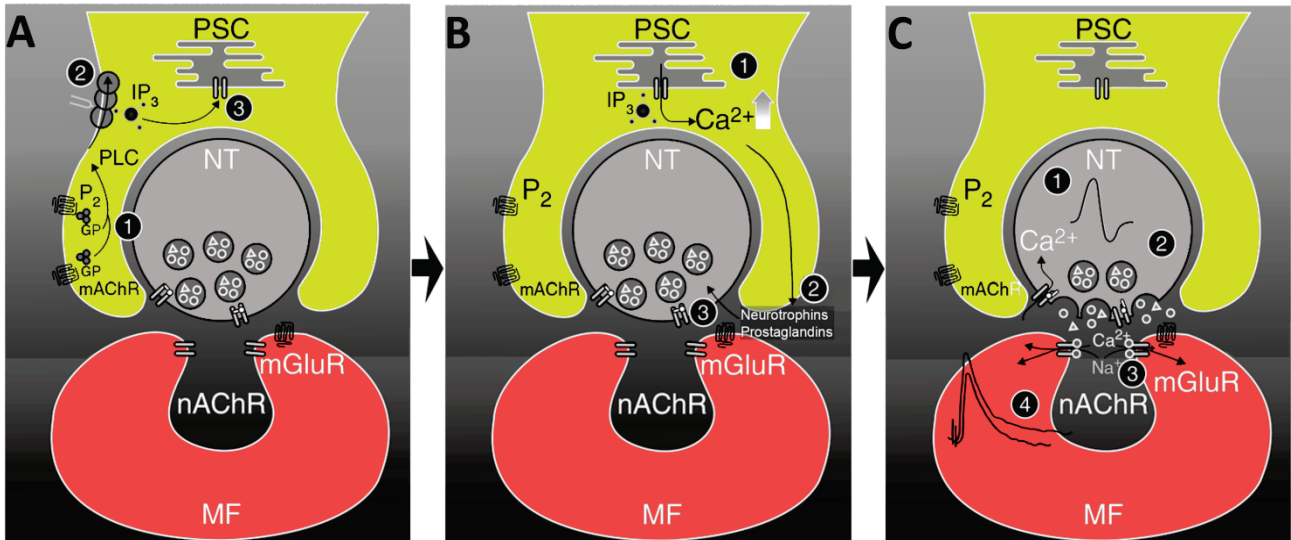 A
PSC
2
IP3
3
PLC
NT
P2
GP
1
GP
mAChR
mGluR
nAChR
MF
B
PSC
1
IP3
Ca2+
NT
P2
mAChR
2
3
Neurotrophins
Prostaglandins
mGluR
nAChR
MF
C
PSC
NT
1
P2
2
Ca2+
mAChR
Ca2+
Na+
3
mGluR
4
nAChR
MF